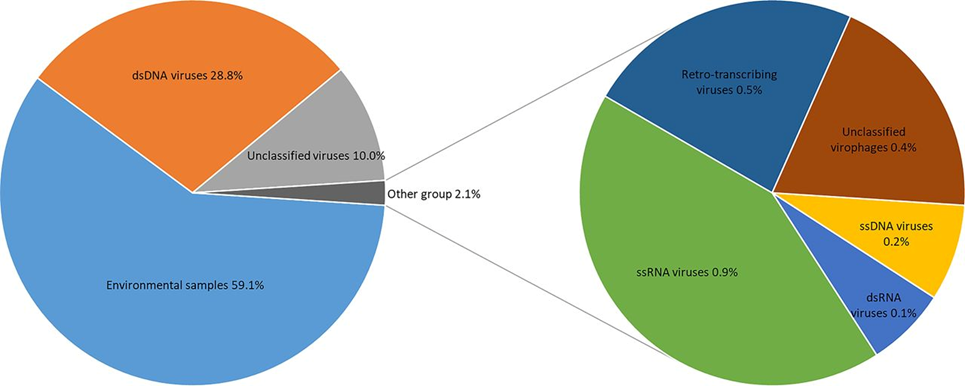 dsDNA viruses 28.8%
Unclassified viruses 10.0%
Other group 2.1%
Environmental samples 59.1%
Retro-transcribing
viruses 0.5%
Unclassified
virophages 0.4%
ssDNA viruses
0.2%
dsRNA
viruses 0.1%
ssRNA viruses 0.9%